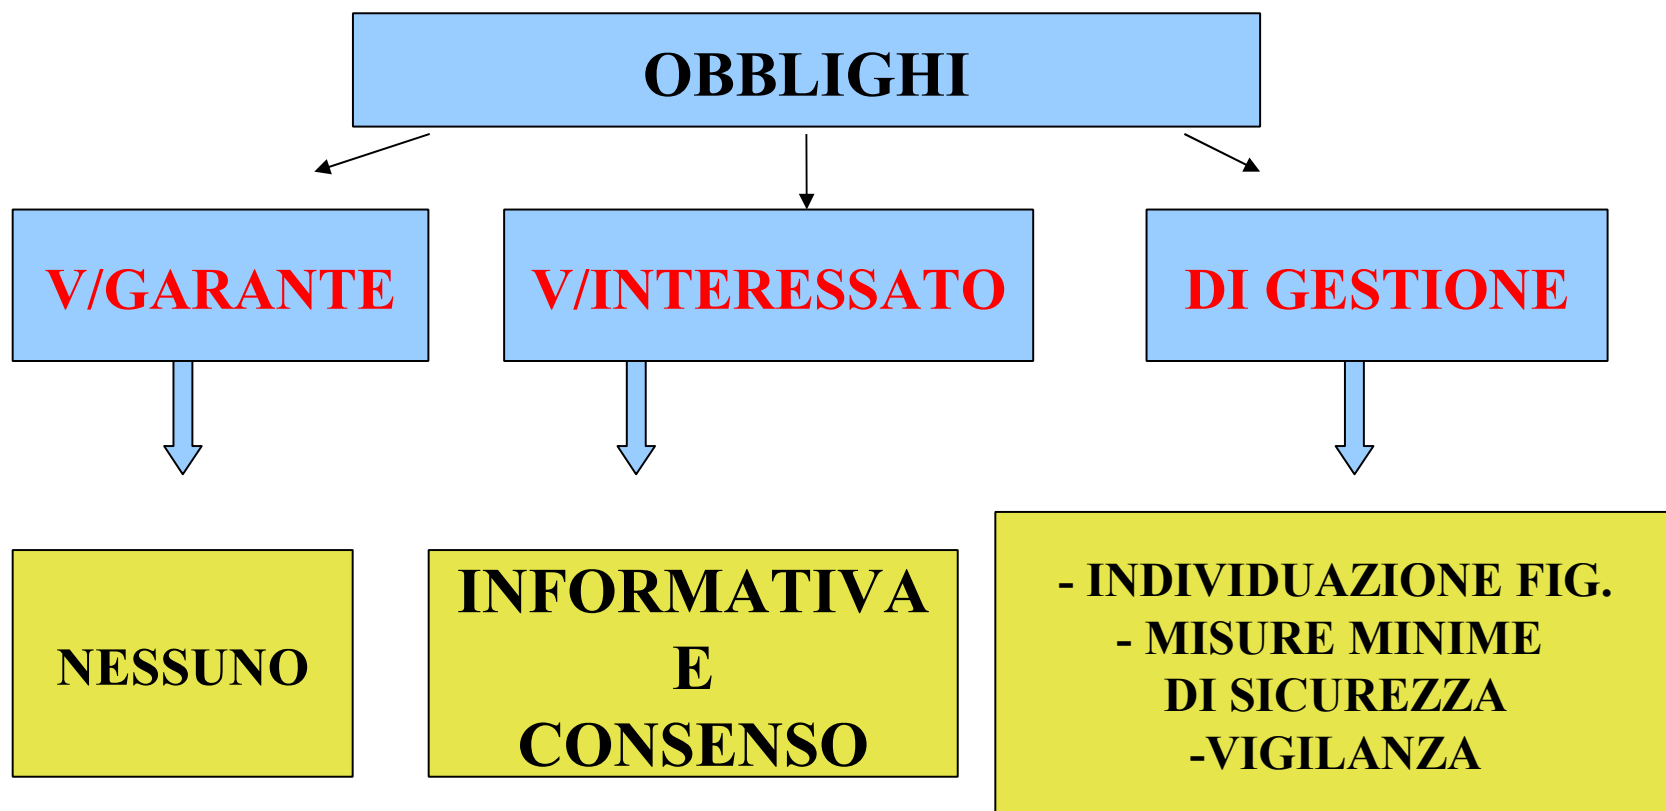 OBBLIGHI
V/GARANTE
V/INTERESSATO
DI GESTIONE
NESSUNO
INFORMATIVA
E
CONSENSO
- INDIVIDUAZIONE FIG.
- MISURE MINIME
DI SICUREZZA
-VIGILANZA